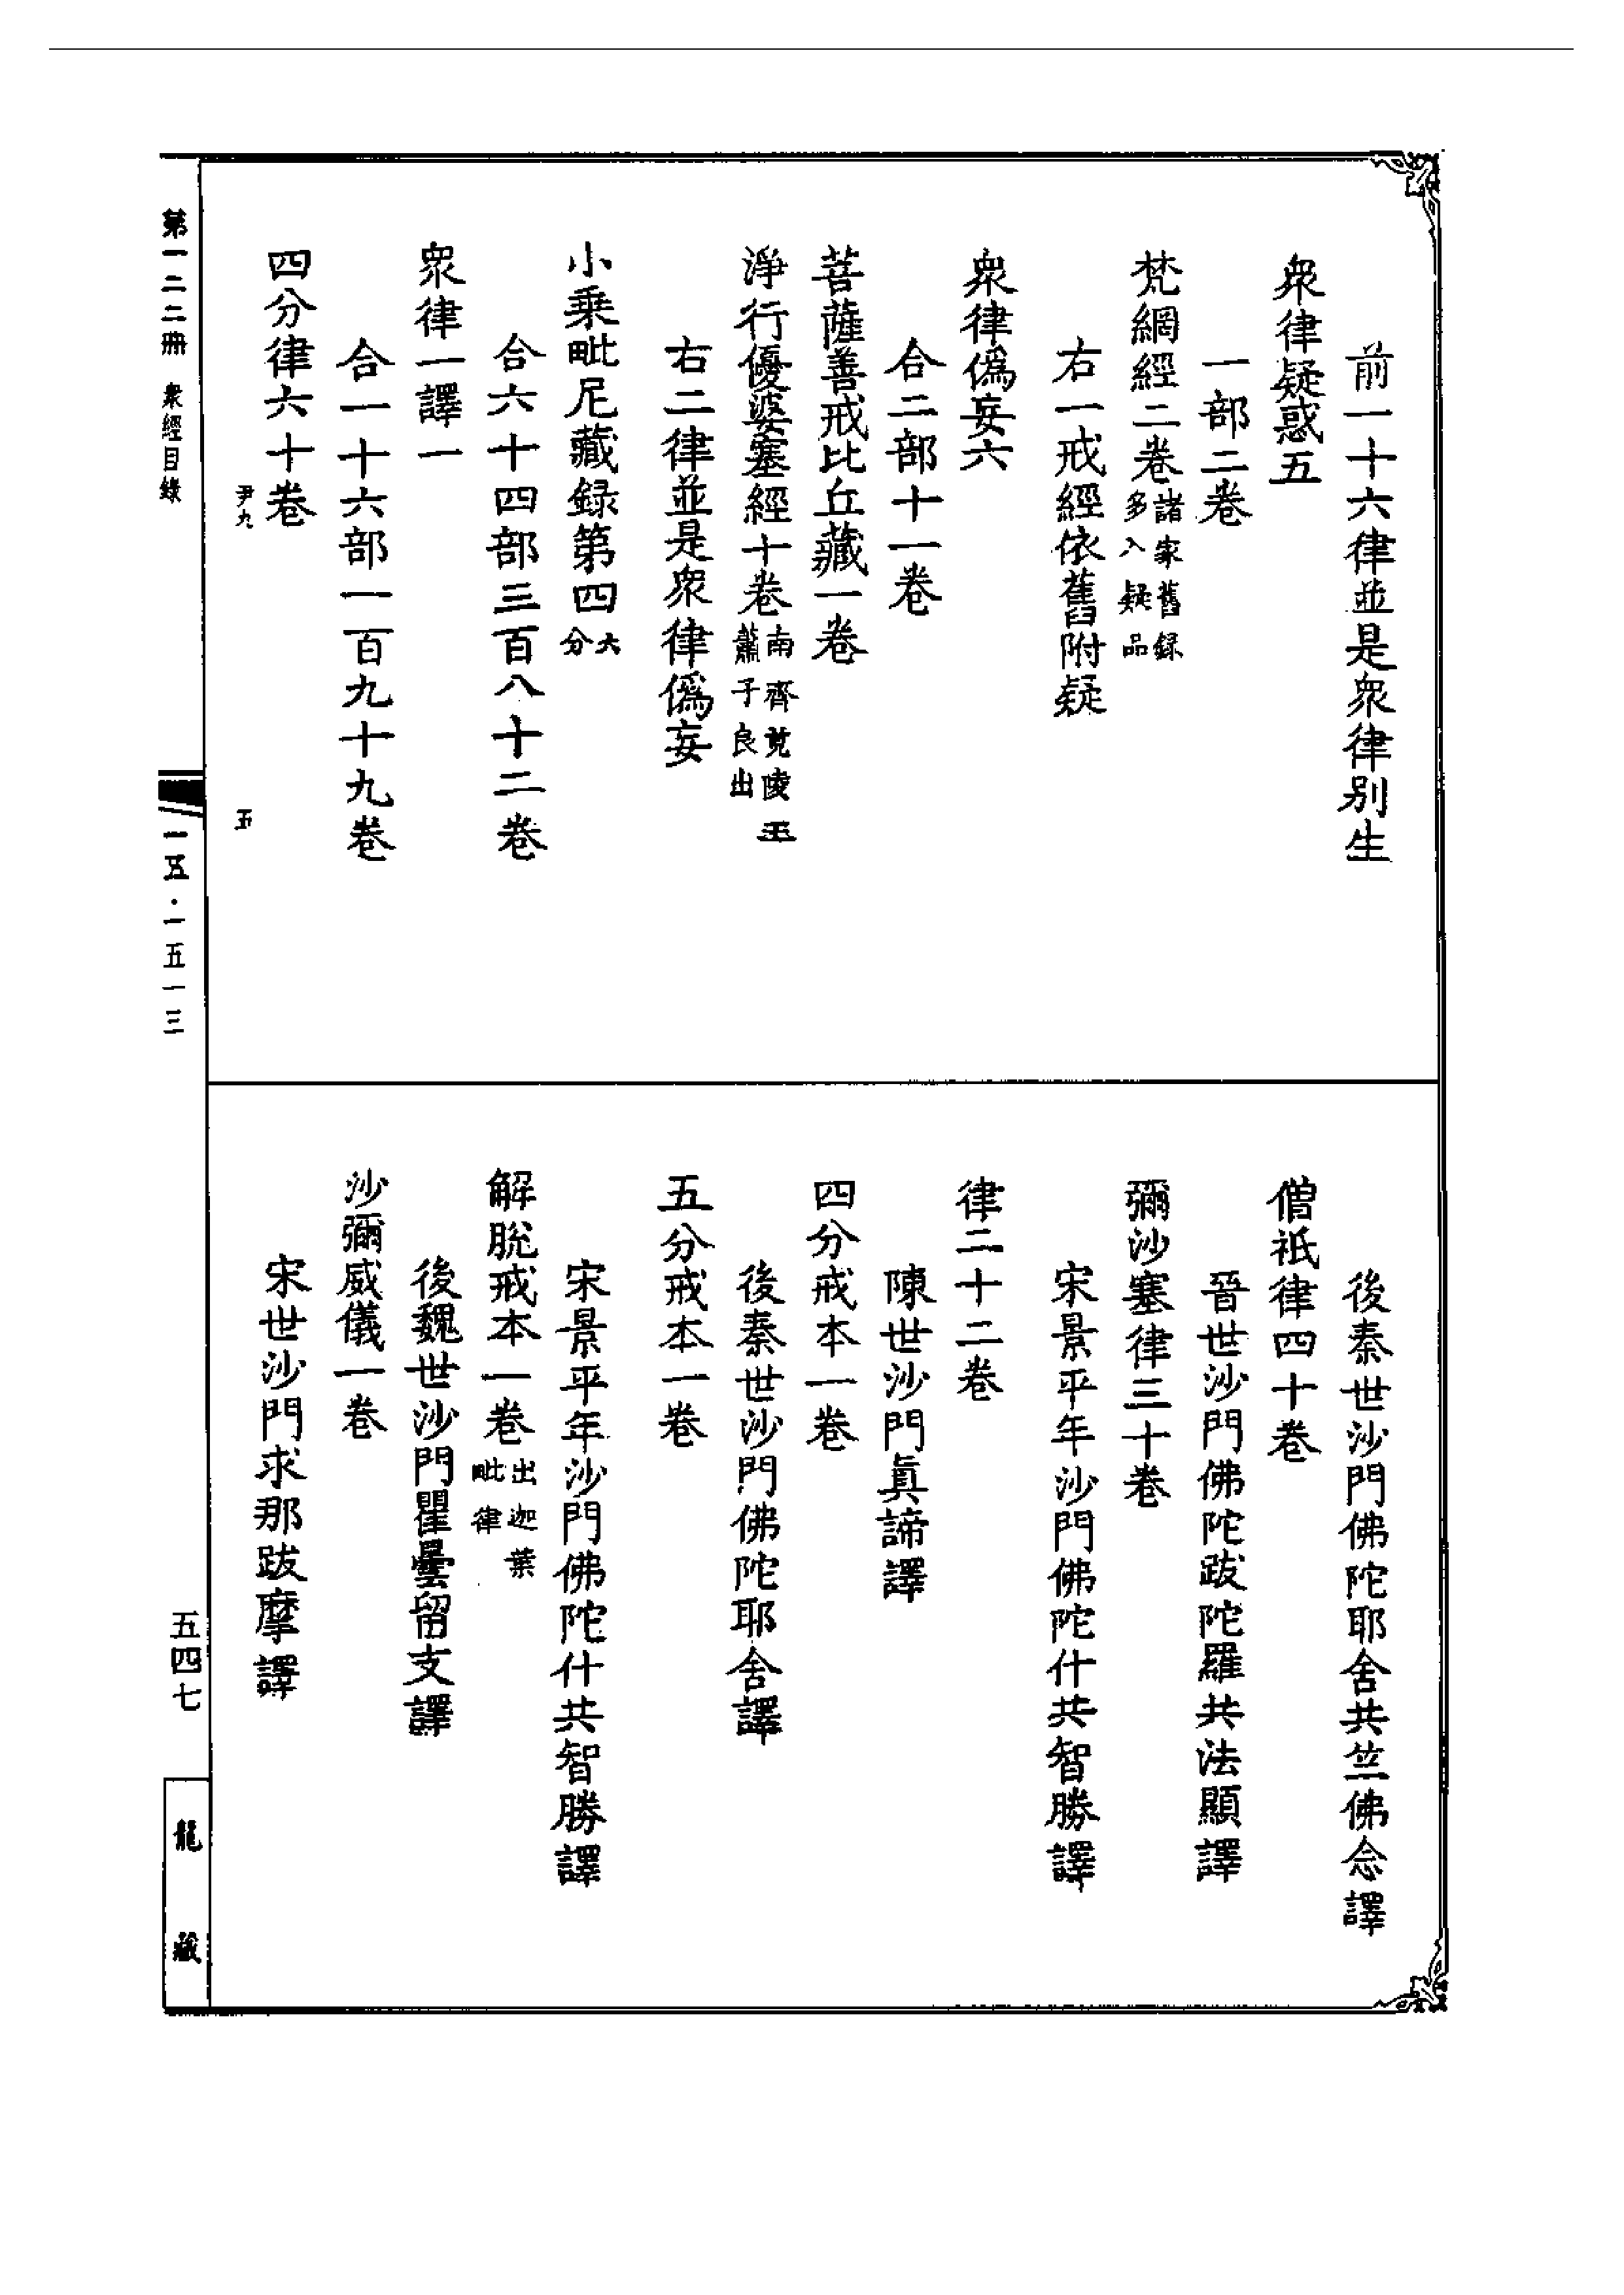 前一十六律並是衆律别生
衆律疑惑五
一部二卷
梵網經二卷諸家舊録多入疑品
右一戒經依舊附疑
衆律僞妄六
合二部十一卷
菩薩善戒比丘藏一卷
淨行優婆塞經十卷南齊竟陵王蕭子良出
右二律並是衆律僞妄
小乗毗尼藏録第四六分
合六十四部三百八十二卷
衆律一譯一
合一十六部一百九十九卷
四分律六十卷
尹九 五
後秦世沙門佛陀耶舍共竺佛念譯
僧祇律四十卷
晉世沙門佛陀跋陀羅共法顯譯
彌沙塞律三十卷
宋景平年沙門佛陀什共智勝譯
律二十二卷
陳世沙門眞諦譯
四分戒本一卷
後秦世沙門佛陀耶舍譯
五分戒本一卷
宋景平年沙門佛陀什共智勝譯
解脫戒本一卷出迦葉毗律
後魏世沙門瞿曇留支譯
沙彌威儀一卷
宋世沙門求那跋摩譯
第一二二冊 衆經目錄 一五·一五一三 五四七 龍藏